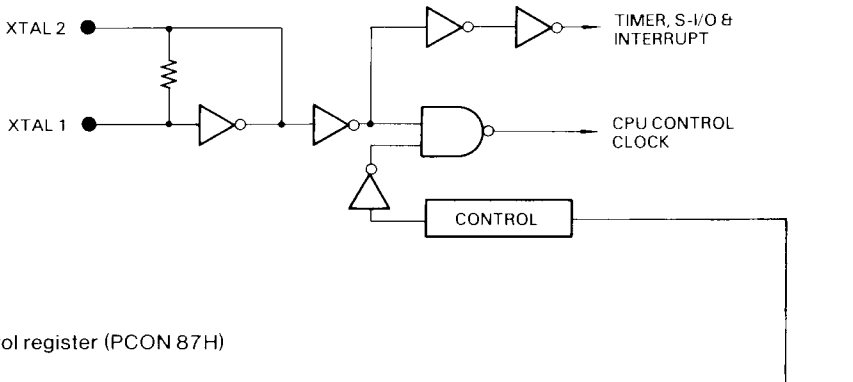 XTAL 2
TIMER, S-I/O &
INTERRUPT
XTAL 1
CPU CONTROL
CLOCK
CONTROL
ol register (PCON 87H)